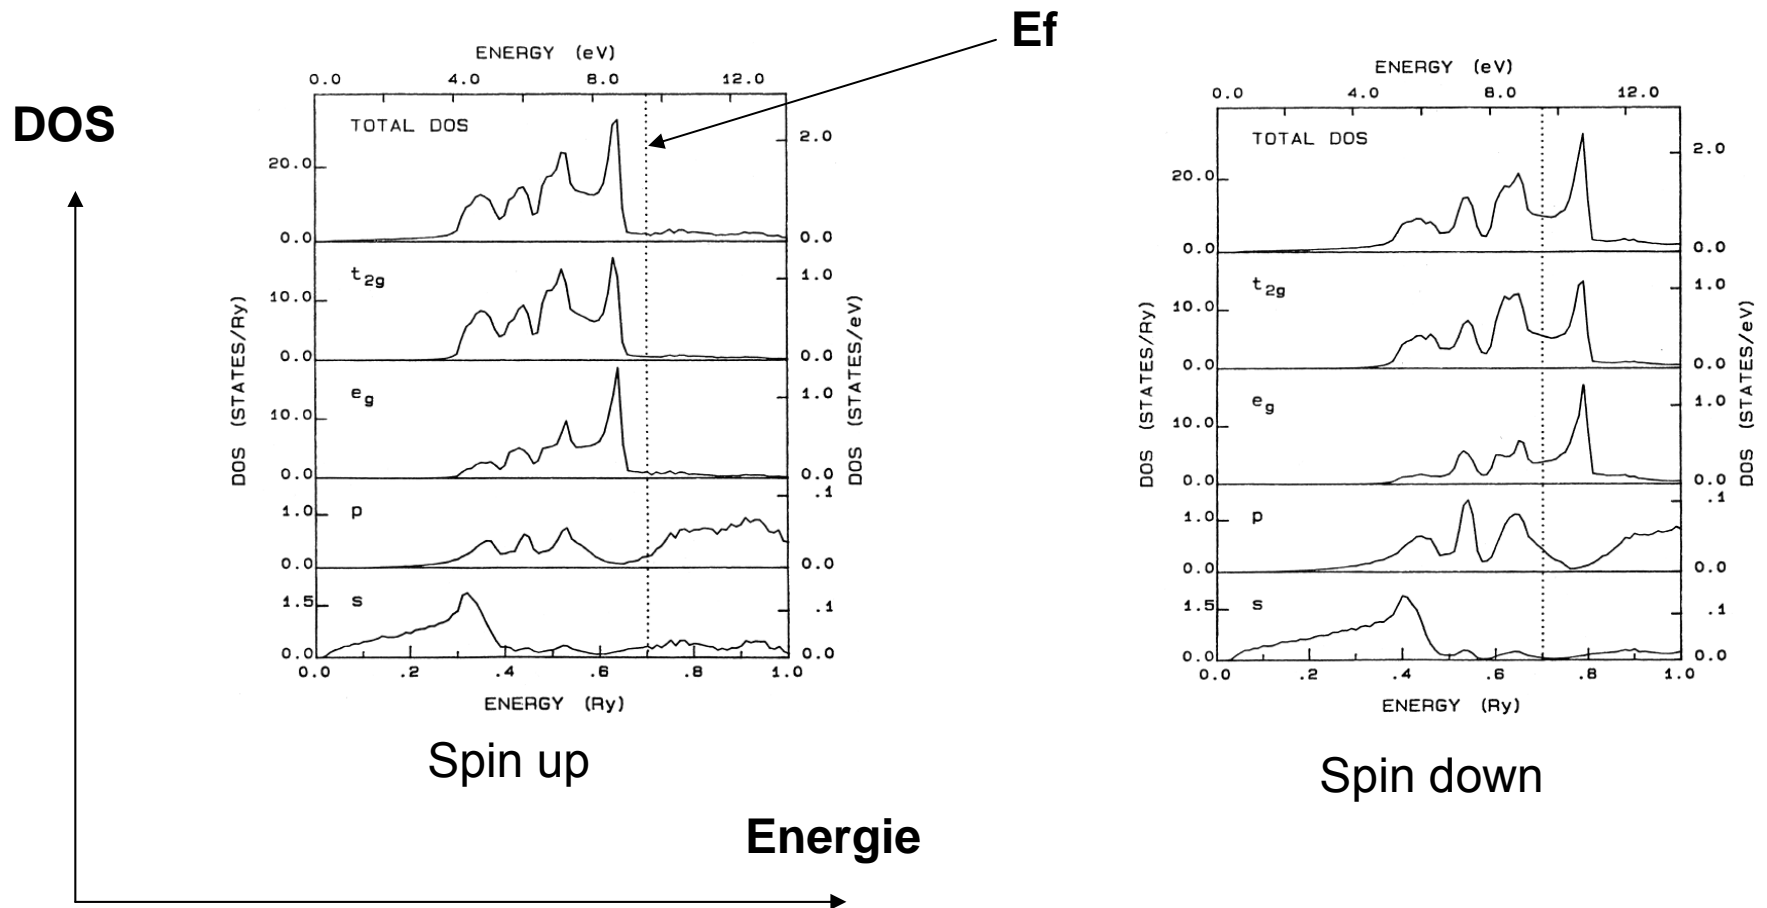 Ef
DOS
ENERGY (eV)
0.0 4.0 8.0 12.0
TOTAL DOS
20.0
0.0
2.0
0.0
t2g
10.0
0.0
1.0
0.0
eg
10.0
0.0
1.0
0.0
p
1.0
0.0
.1
0.0
s
1.5
0.0
.1
0.0
DOS (STATES/Ry)
DOS (STATES/eV)
0.0 .2 .4 .6 .8 1.0
ENERGY (Ry)
Spin up
ENERGY (eV)
0.0 4.0 8.0 12.0
TOTAL DOS
20.0
0.0
2.0
0.0
t2g
10.0
0.0
1.0
0.0
eg
10.0
0.0
1.0
0.0
p
1.0
0.0
.1
0.0
s
1.5
0.0
.1
0.0
DOS (STATES/Ry)
DOS (STATES/eV)
0.0 .2 .4 .6 .8 1.0
ENERGY (Ry)
Spin down
Energie